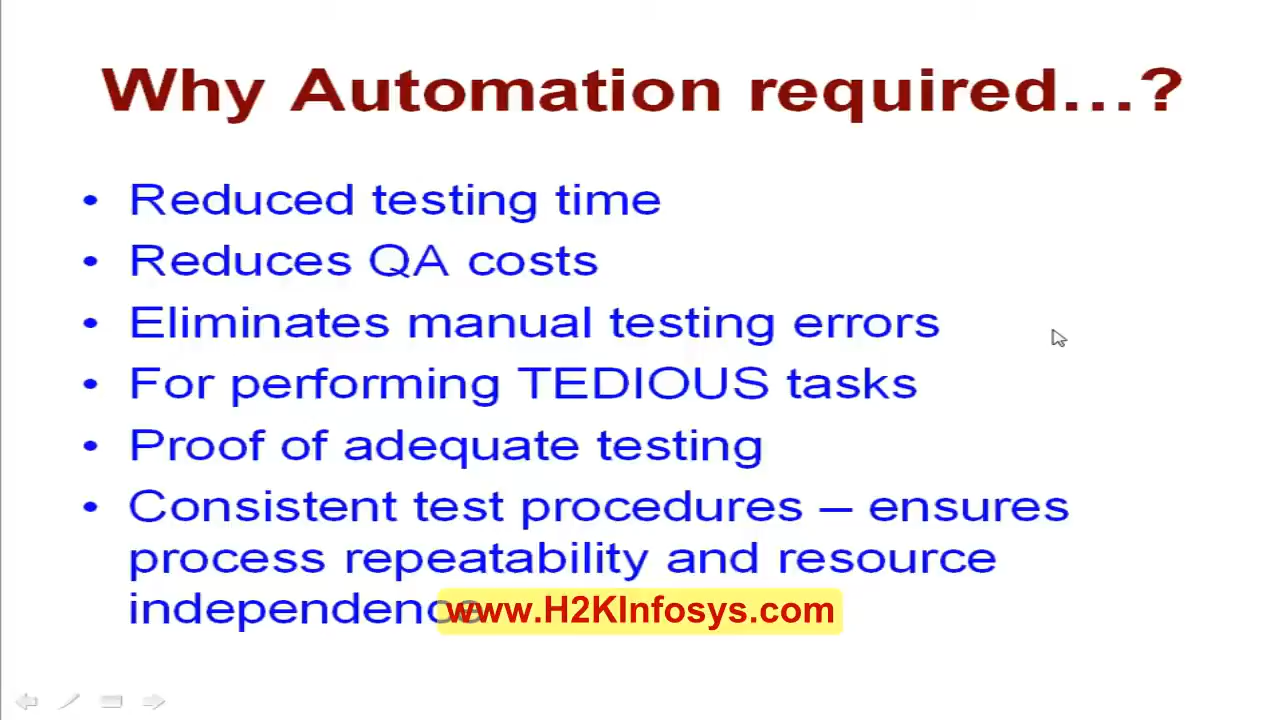 Why Automation required...?
• Reduced testing time
• Reduces QA costs
• Eliminates manual testing errors
• For performing TEDIOUS tasks
• Proof of adequate testing
• Consistent test procedures – ensures
process repeatability and resource
independence
www.H2KInfosys.com